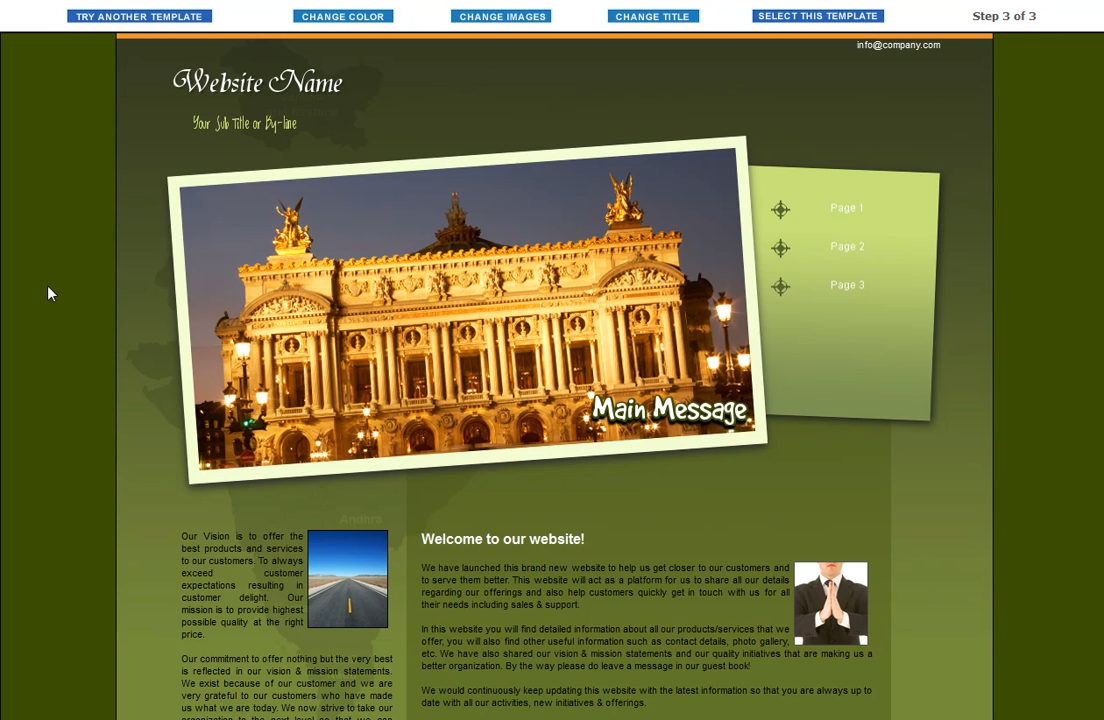 TRY ANOTHER TEMPLATE CHANGE COLOR CHANGE IMAGES CHANGE TITLE SELECT THIS TEMPLATE Step 3 of 3
info@company.com
Website Name
Your Sub Title or By-line
Page 1
Page 2
Page 3
Main Message
Andhra
Our Vision is to offer the
best products and services
to our customers. To always
exceed customer
expectations resulting in
customer delight. Our
mission is to provide highest
possible quality at the right
price.
Our commitment to offer nothing but the very best
is reflected in our vision & mission statements.
We exist because of our customer and we are
very grateful to our customers who have made
us what we are today. We now strive to take our
organization to the next level so that we can
Welcome to our website!
We have launched this brand new website to help us get closer to our customers and
to serve them better. This website will act as a platform for us to share all our details
regarding our offerings and also help customers quickly get in touch with us for all
their needs including sales & support.
In this website you will find detailed information about all our products/services that we
offer, you will also find other useful information such as contact details, photo gallery,
etc. We have also shared our vision & mission statements and our quality initiatives that are making us a
better organization. By the way please do leave a message in our guest book!
We would continuously keep updating this website with the latest information so that you are always up to
date with all our activities, new initiatives & offerings.